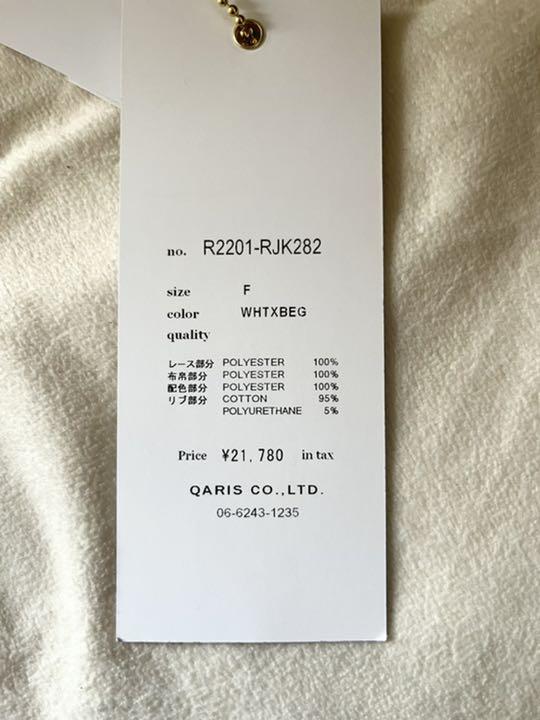 no. R2201-RJK282
size F
color WHTXBEG
quality
レース部分 POLYESTER 100%
布帛部分 POLYESTER 100%
配色部分 POLYESTER 100%
リブ部分 COTTON 95%
POLYURETHANE 5%
Price ¥21,780 in tax
QARIS CO.,LTD.
06-6243-1235